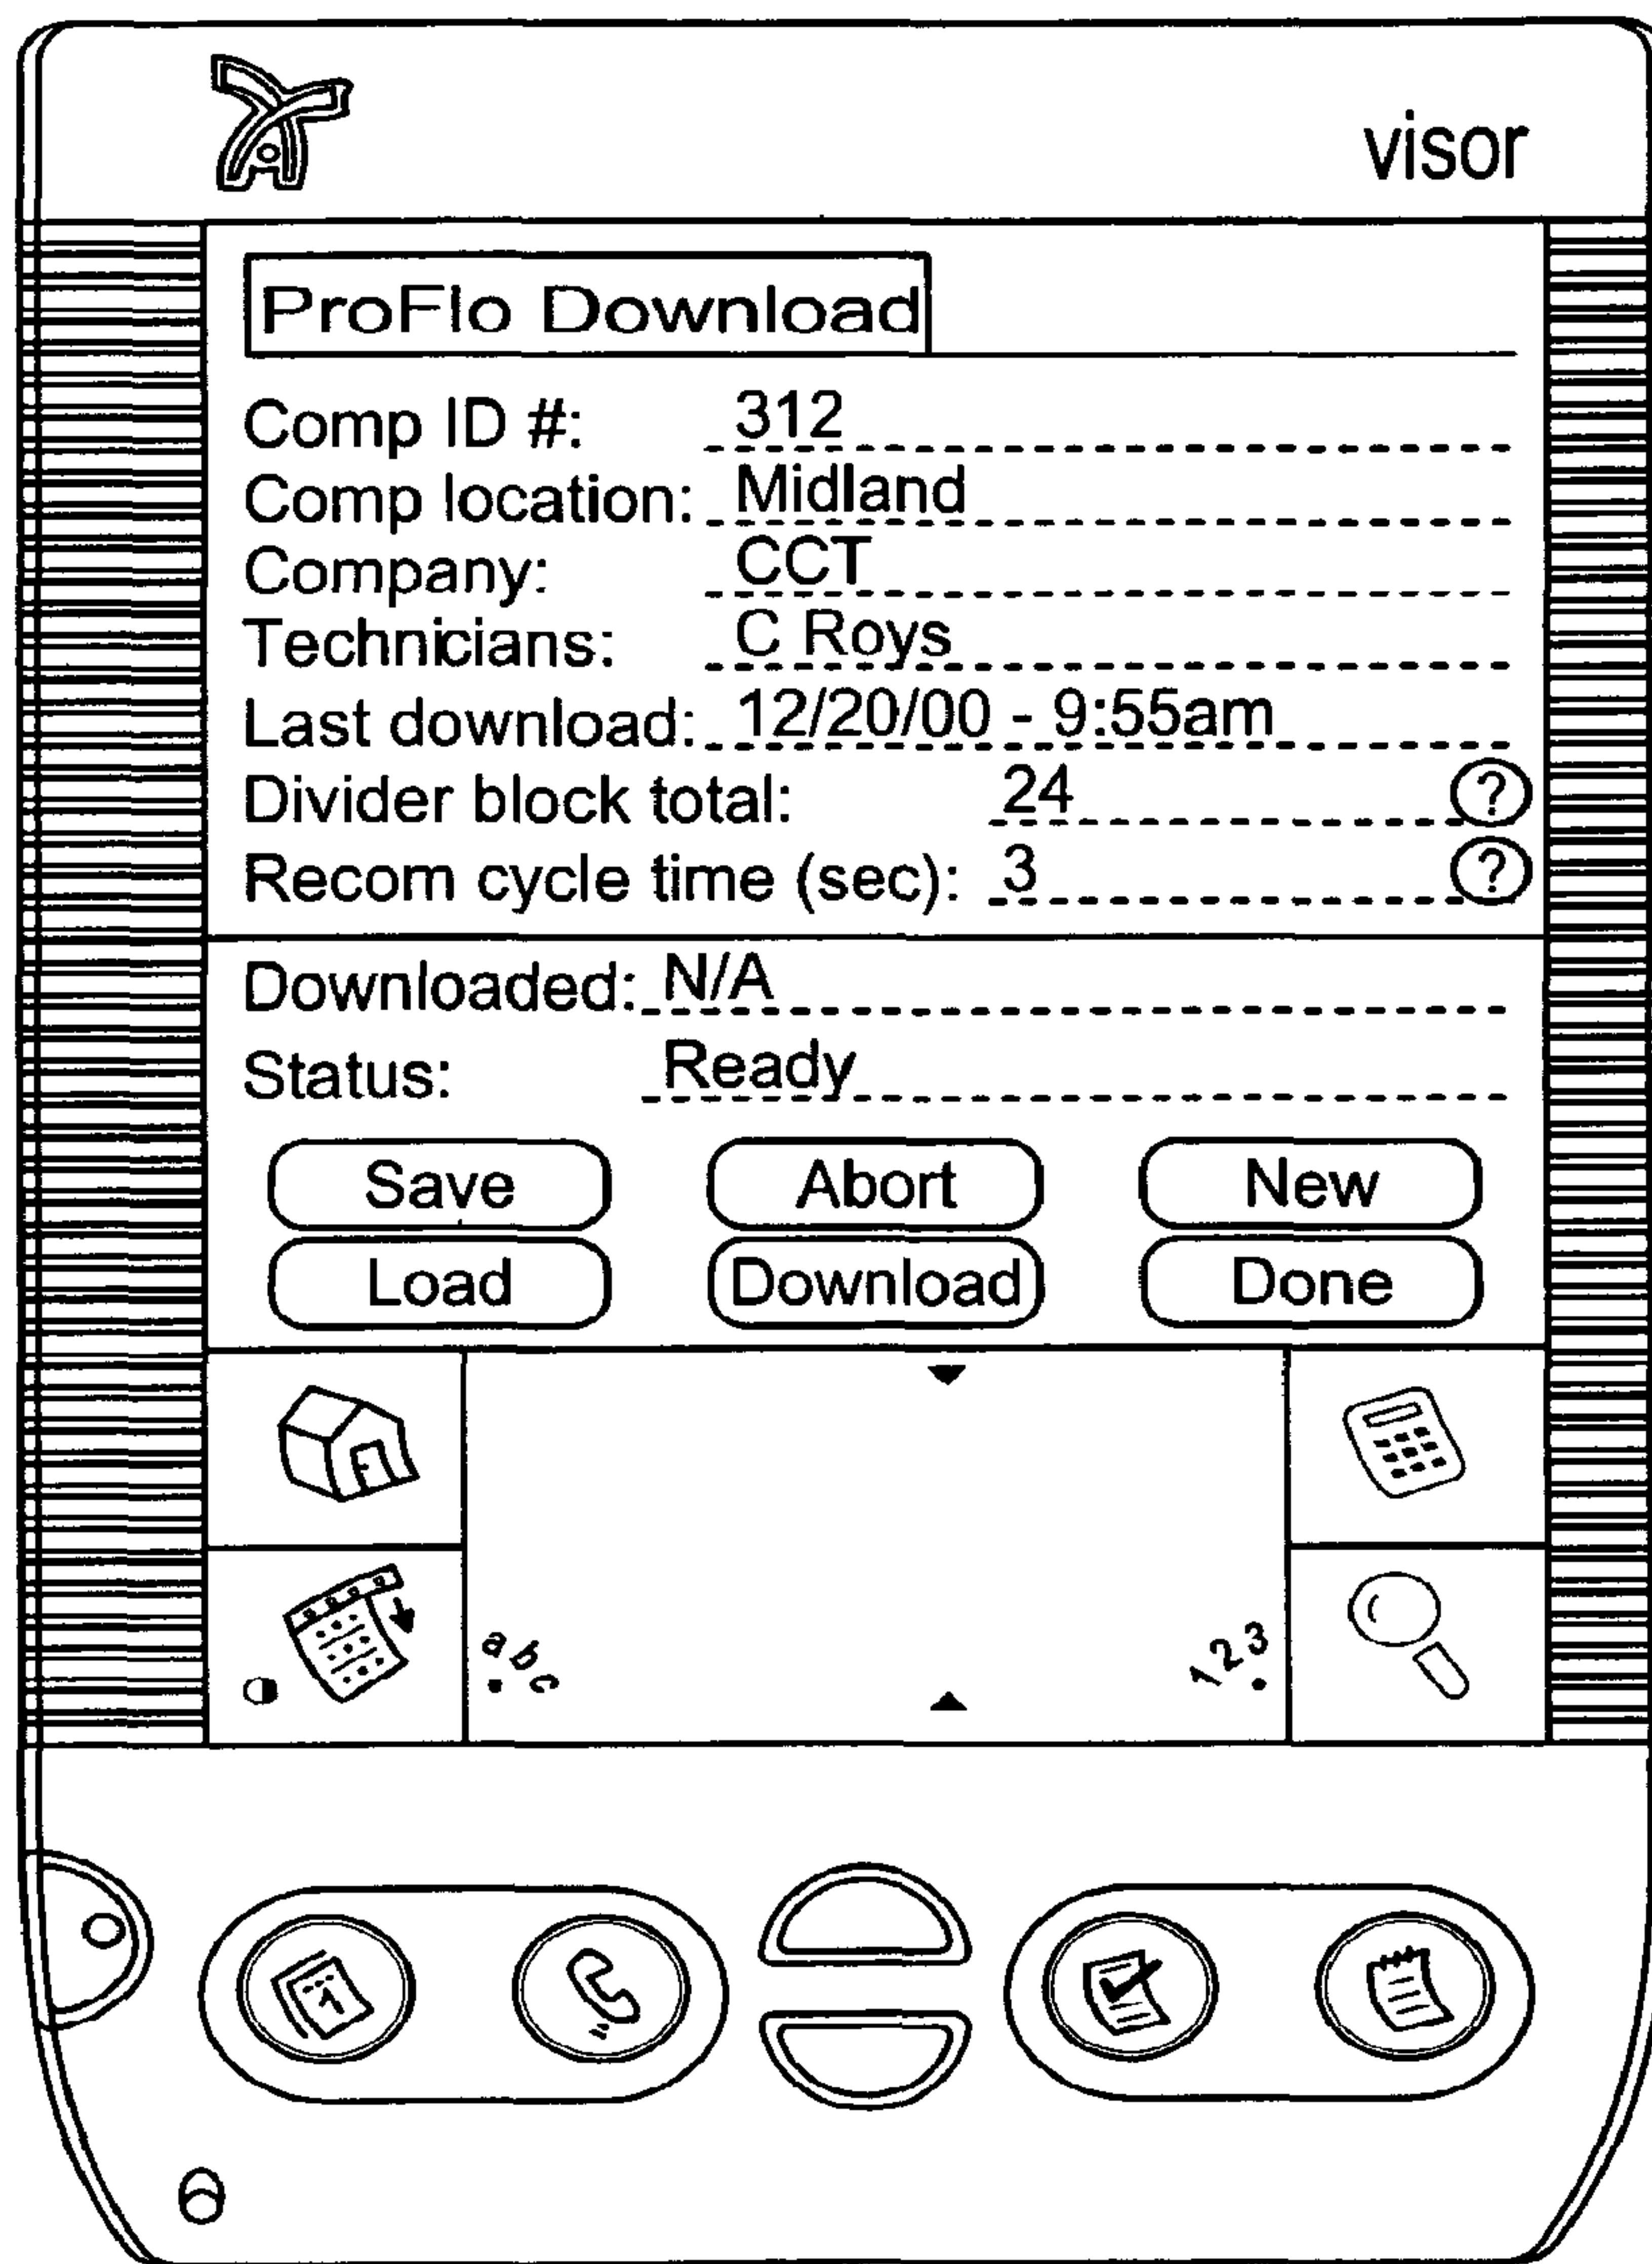 visor
ProFlo Download
Comp ID #: 312
Comp location: Midland
Company: CCT
Technicians: C Roys
Last download: 12/20/00 - 9:55am
Divider block total: 24 ?
Recom cycle time (sec): 3 ?
Downloaded: N/A
Status: Ready
Save Abort New
Load Download Done
abc 123
1